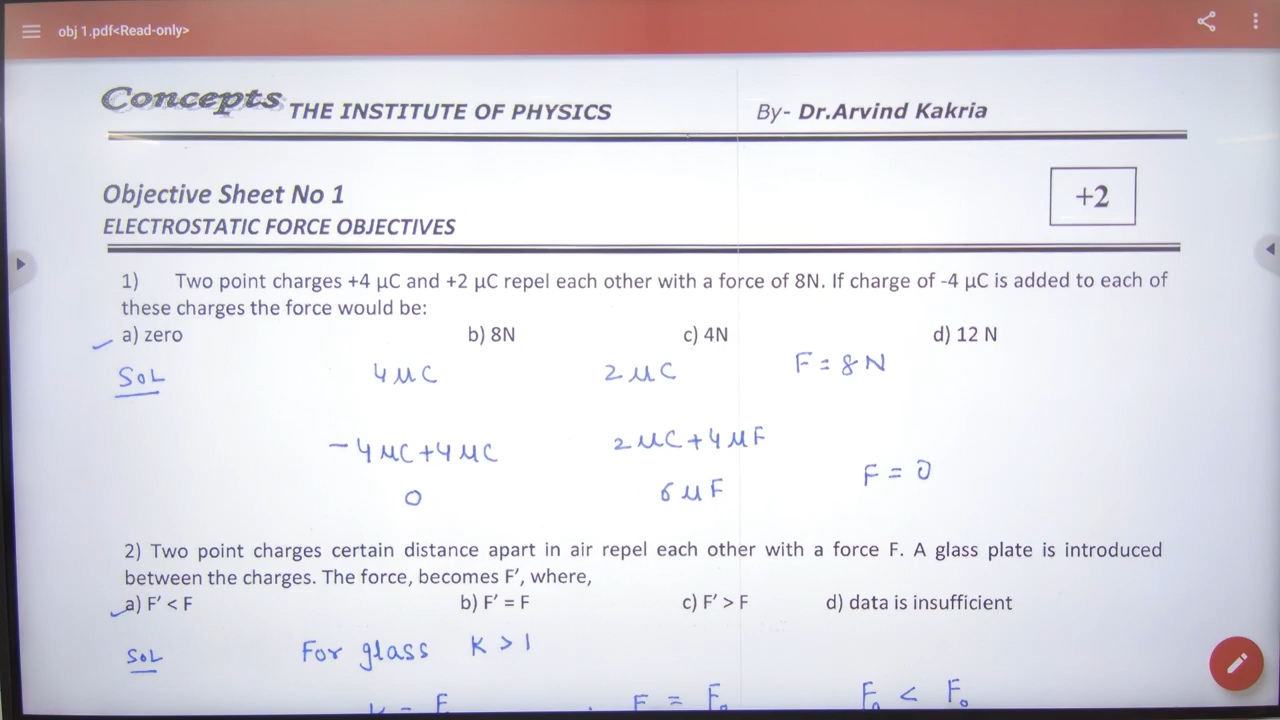 obj 1.pdf<Read-only>
Concepts THE INSTITUTE OF PHYSICS By- Dr.Arvind Kakria
Objective Sheet No 1
+2
ELECTROSTATIC FORCE OBJECTIVES
1) Two point charges +4 μC and +2 μC repel each other with a force of 8N. If charge of -4 μC is added to each of
these charges the force would be:
a) zero b) 8N c) 4N d) 12 N
SOL 4 μC 2 μC F = 8 N
-4 μC + 4 μC 2 μC + 4 μF
0 6 μF F = 0
2) Two point charges certain distance apart in air repel each other with a force F. A glass plate is introduced
between the charges. The force, becomes F′, where,
a) F′ < F b) F′ = F c) F′ > F d) data is insufficient
SOL For glass K > 1